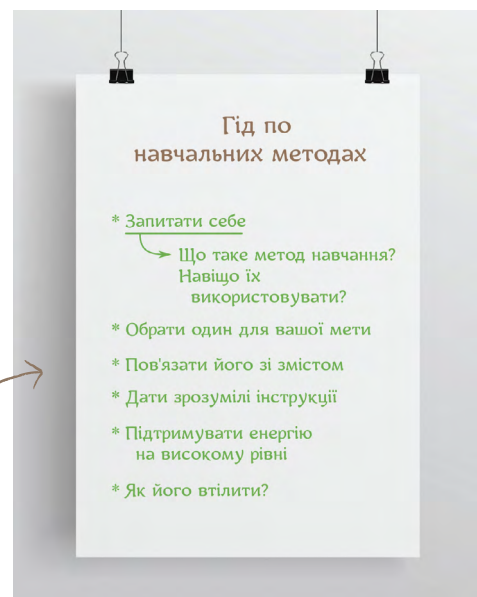 Гід по
навчальних методах
* Запитати себе
Що таке метод навчання?
Навіщо їх
використовувати?
* Обрати один для вашої мети
* Пов'язати його зі змістом
* Дати зрозумілі інструкції
* Підтримувати енергію
на високому рівні
* Як його втілити?